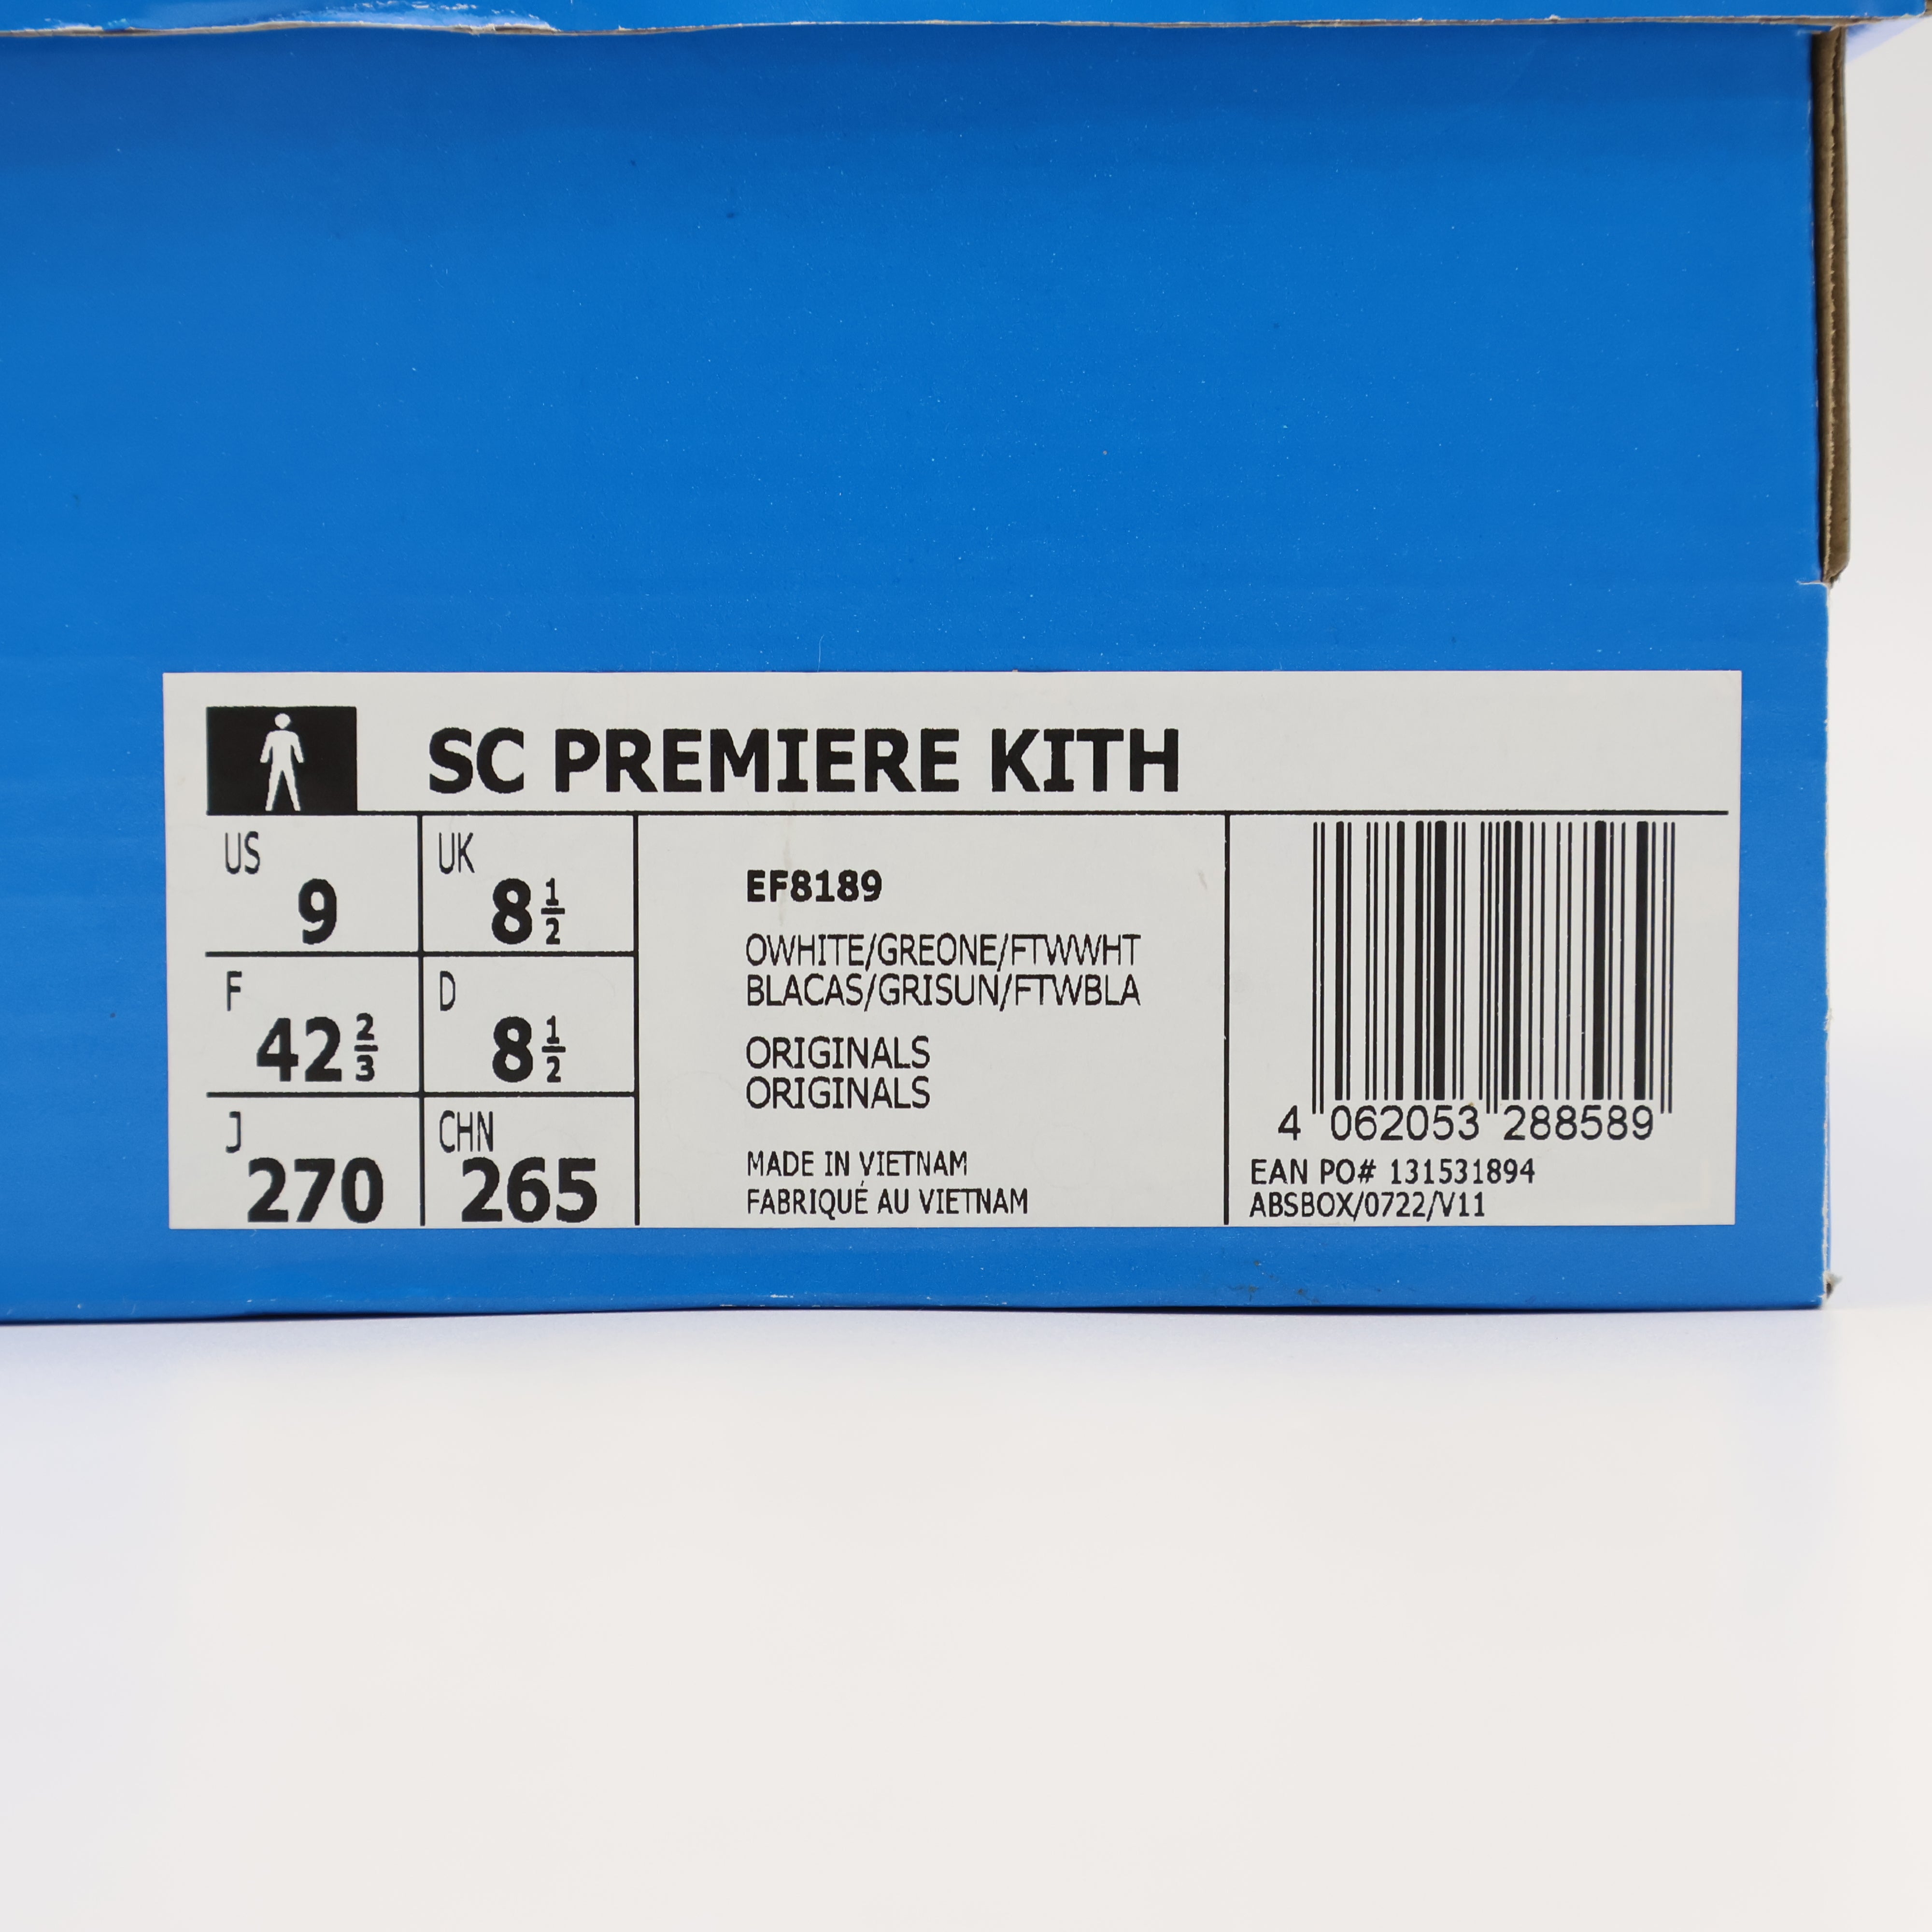 SC PREMIERE KITH
US
9
UK
8 1/2
F
42 2/3
D
8 1/2
J
270
CHN
265
EF8189
OWHITE/GREONE/FTWWHT
BLACAS/GRISUN/FTWBLA
ORIGINALS
ORIGINALS
MADE IN VIETNAM
FABRIQUÉ AU VIETNAM
4 062053 288589
EAN PO# 131531894
ABSBOX/0722/V11